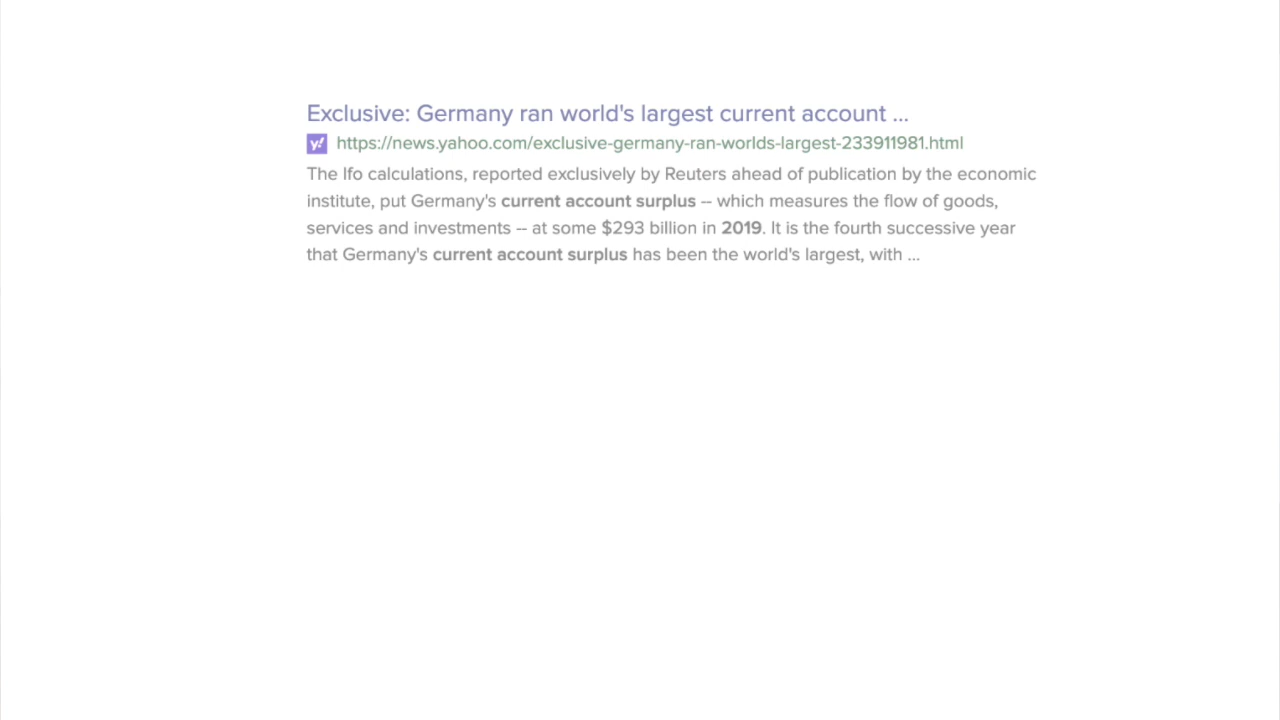 Exclusive: Germany ran world's largest current account ...
y! https://news.yahoo.com/exclusive-germany-ran-worlds-largest-233911981.html
The Ifo calculations, reported exclusively by Reuters ahead of publication by the economic
institute, put Germany's current account surplus -- which measures the flow of goods,
services and investments -- at some $293 billion in 2019. It is the fourth successive year
that Germany's current account surplus has been the world's largest, with ...